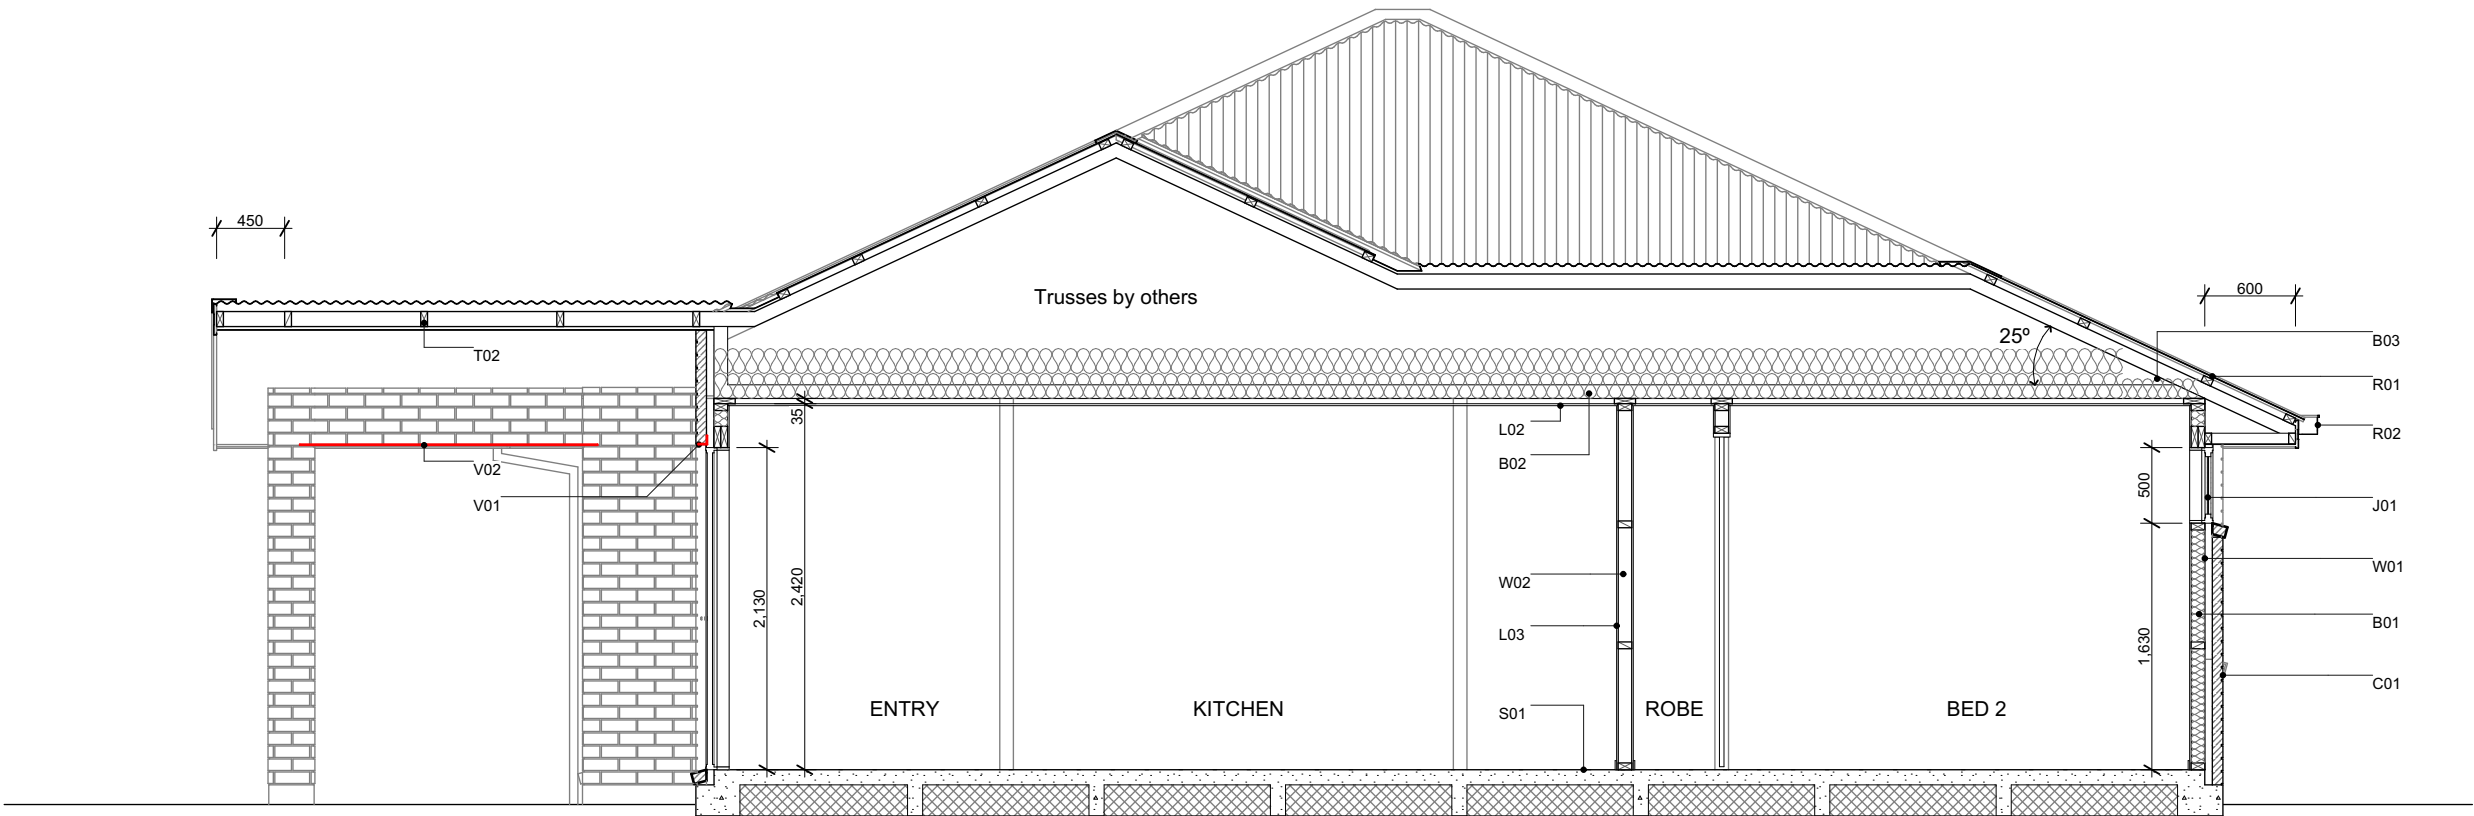 450
Trusses by others
600
25º
B03
T02
R01
35
L02
R02
V02
B02
V01
500
J01
2,420
W02
W01
2,130
L03
B01
1,630
C01
ENTRY
KITCHEN
S01
ROBE
BED 2